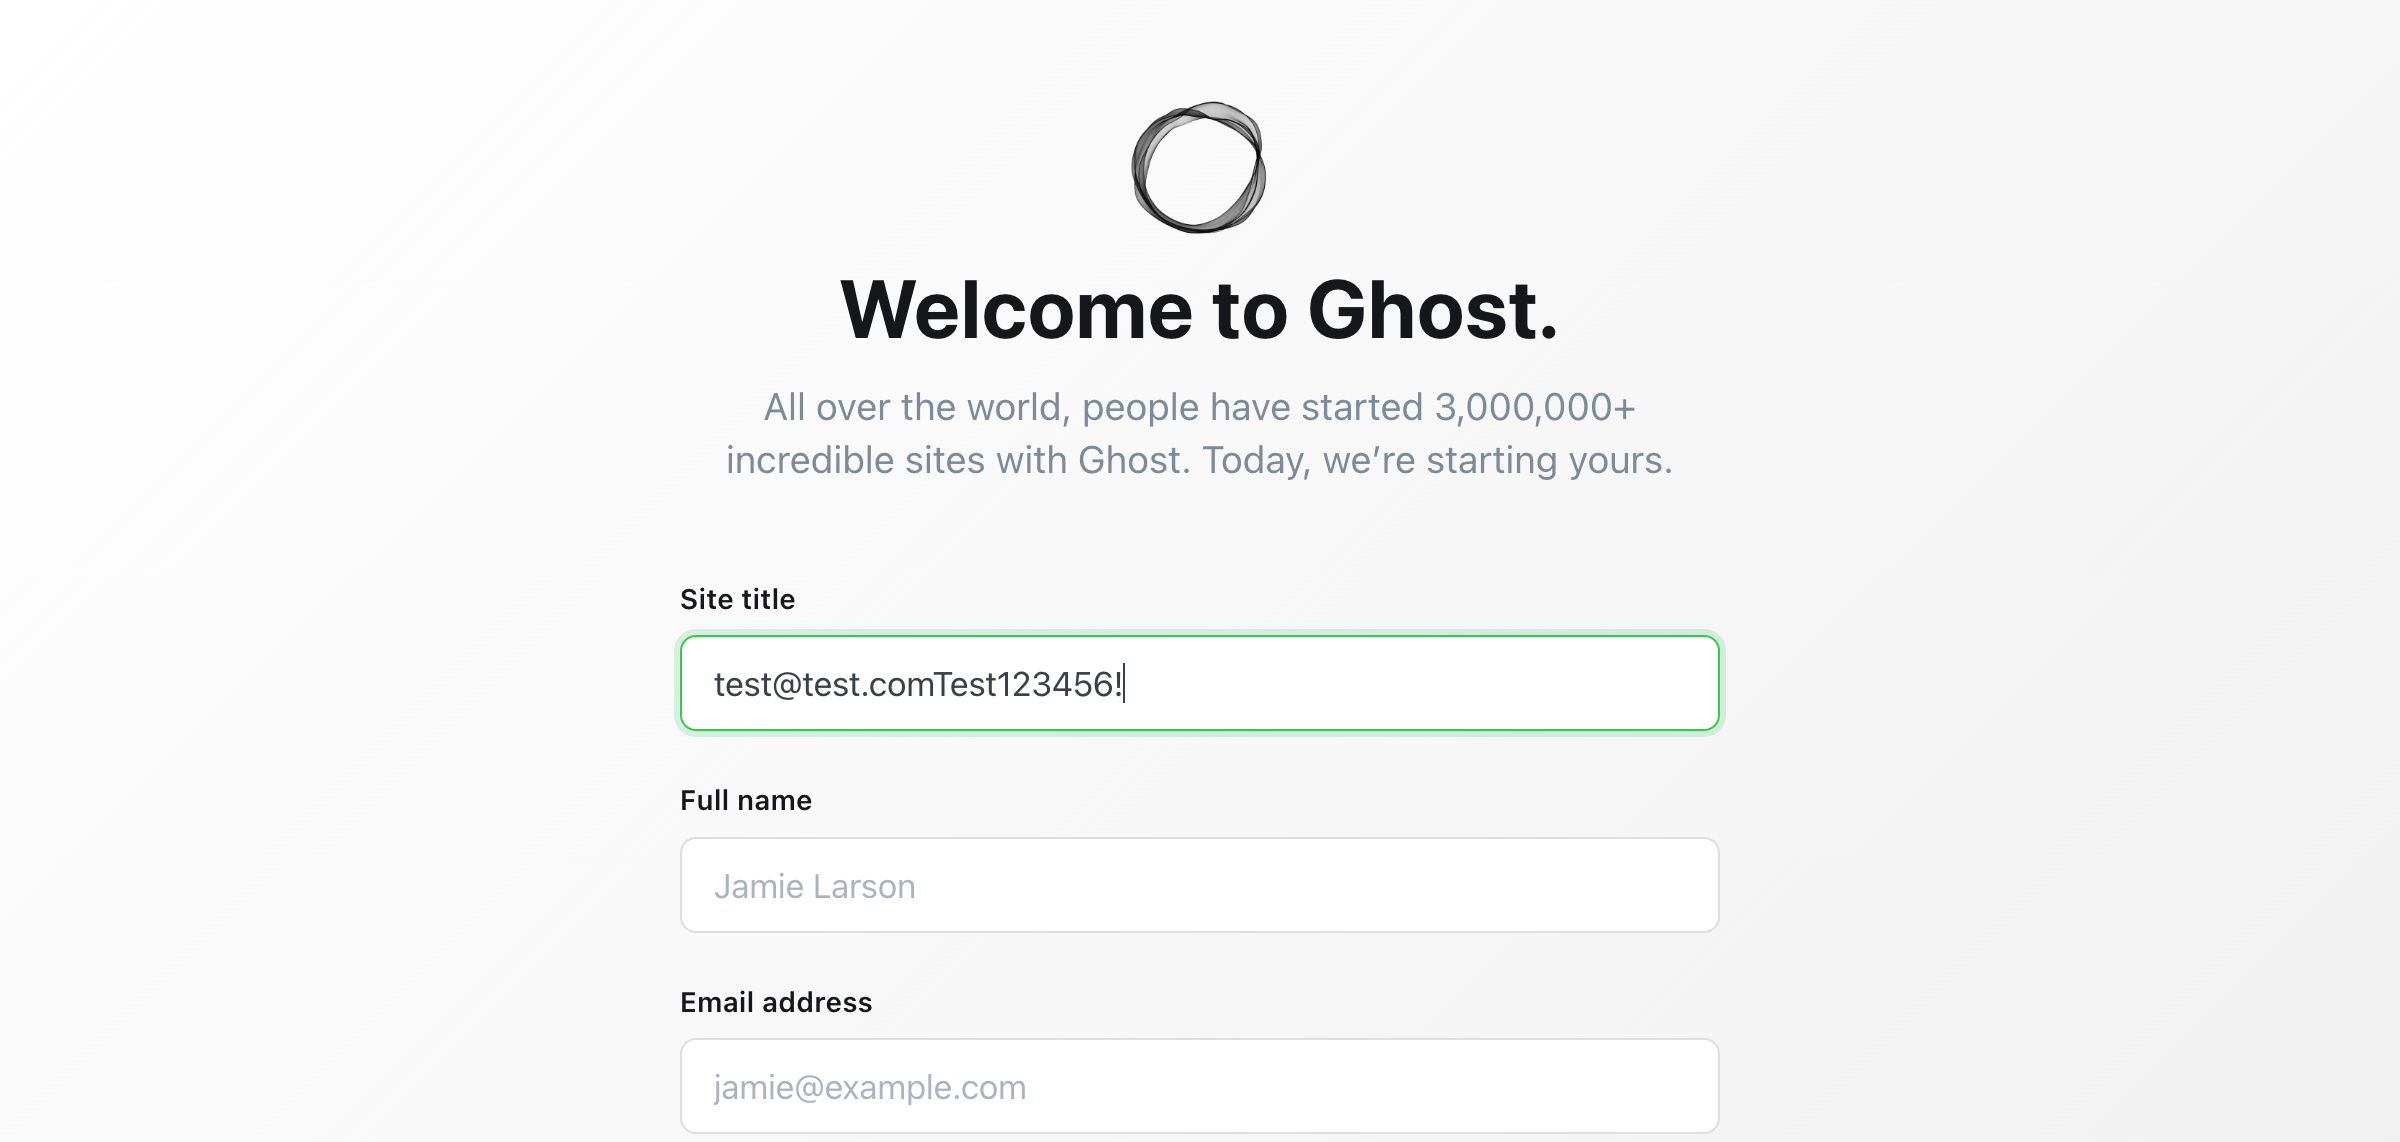 Welcome to Ghost.
All over the world, people have started 3,000,000+
incredible sites with Ghost. Today, we’re starting yours.
Site title
test@test.comTest123456!
Full name
Jamie Larson
Email address
jamie@example.com